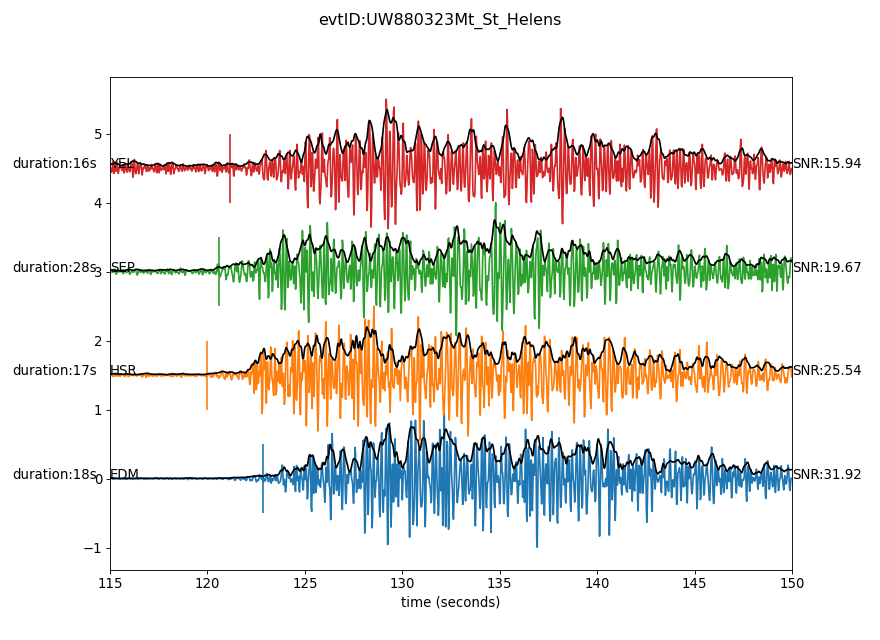 evtID:UW880323Mt_St_Helens
5
duration:16s YEL SNR:15.94
4
duration:28s 3 SEP SNR:19.67
2
duration:17s HSR SNR:25.54
1
duration:18s 0 EDM SNR:31.92
−1
115 120 125 130 135 140 145 150
time (seconds)